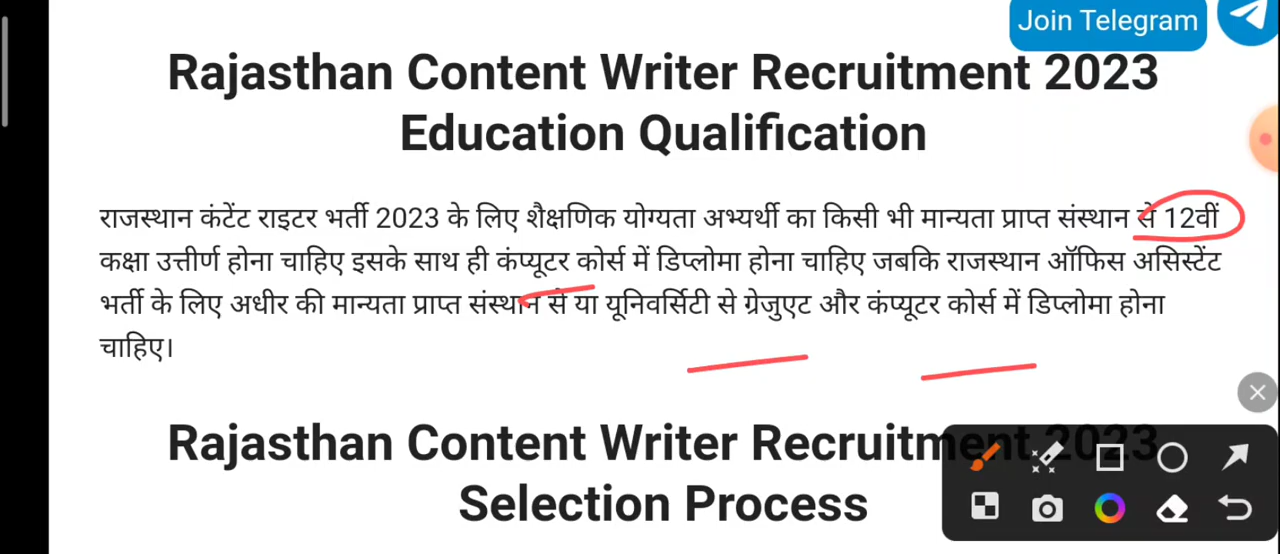 Join Telegram
Rajasthan Content Writer Recruitment 2023
Education Qualification
राजस्थान कंटेंट राइटर भर्ती 2023 के लिए शैक्षणिक योग्यता अभ्यर्थी का किसी भी मान्यता प्राप्त संस्थान से 12वीं
कक्षा उत्तीर्ण होना चाहिए इसके साथ ही कंप्यूटर कोर्स में डिप्लोमा होना चाहिए जबकि राजस्थान ऑफिस असिस्टेंट
भर्ती के लिए अधीर की मान्यता प्राप्त संस्थान से या यूनिवर्सिटी से ग्रेजुएट और कंप्यूटर कोर्स में डिप्लोमा होना
चाहिए।
Rajasthan Content Writer Recruitment 2023
Selection Process